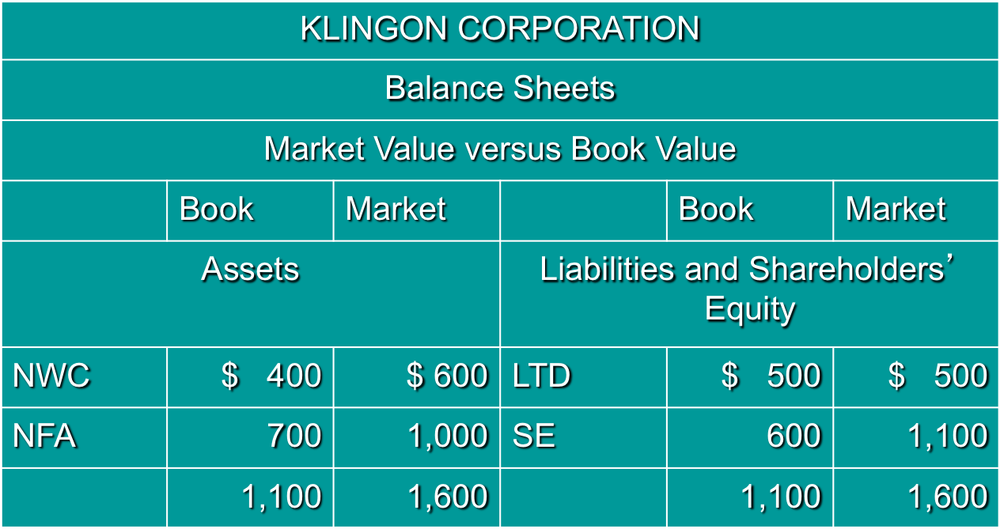 KLINGON CORPORATION
Balance Sheets
Market Value versus Book Value
Book Market Book Market
Assets Liabilities and Shareholders’
Equity
NWC $ 400 $ 600 LTD $ 500 $ 500
NFA 700 1,000 SE 600 1,100
1,100 1,600 1,100 1,600